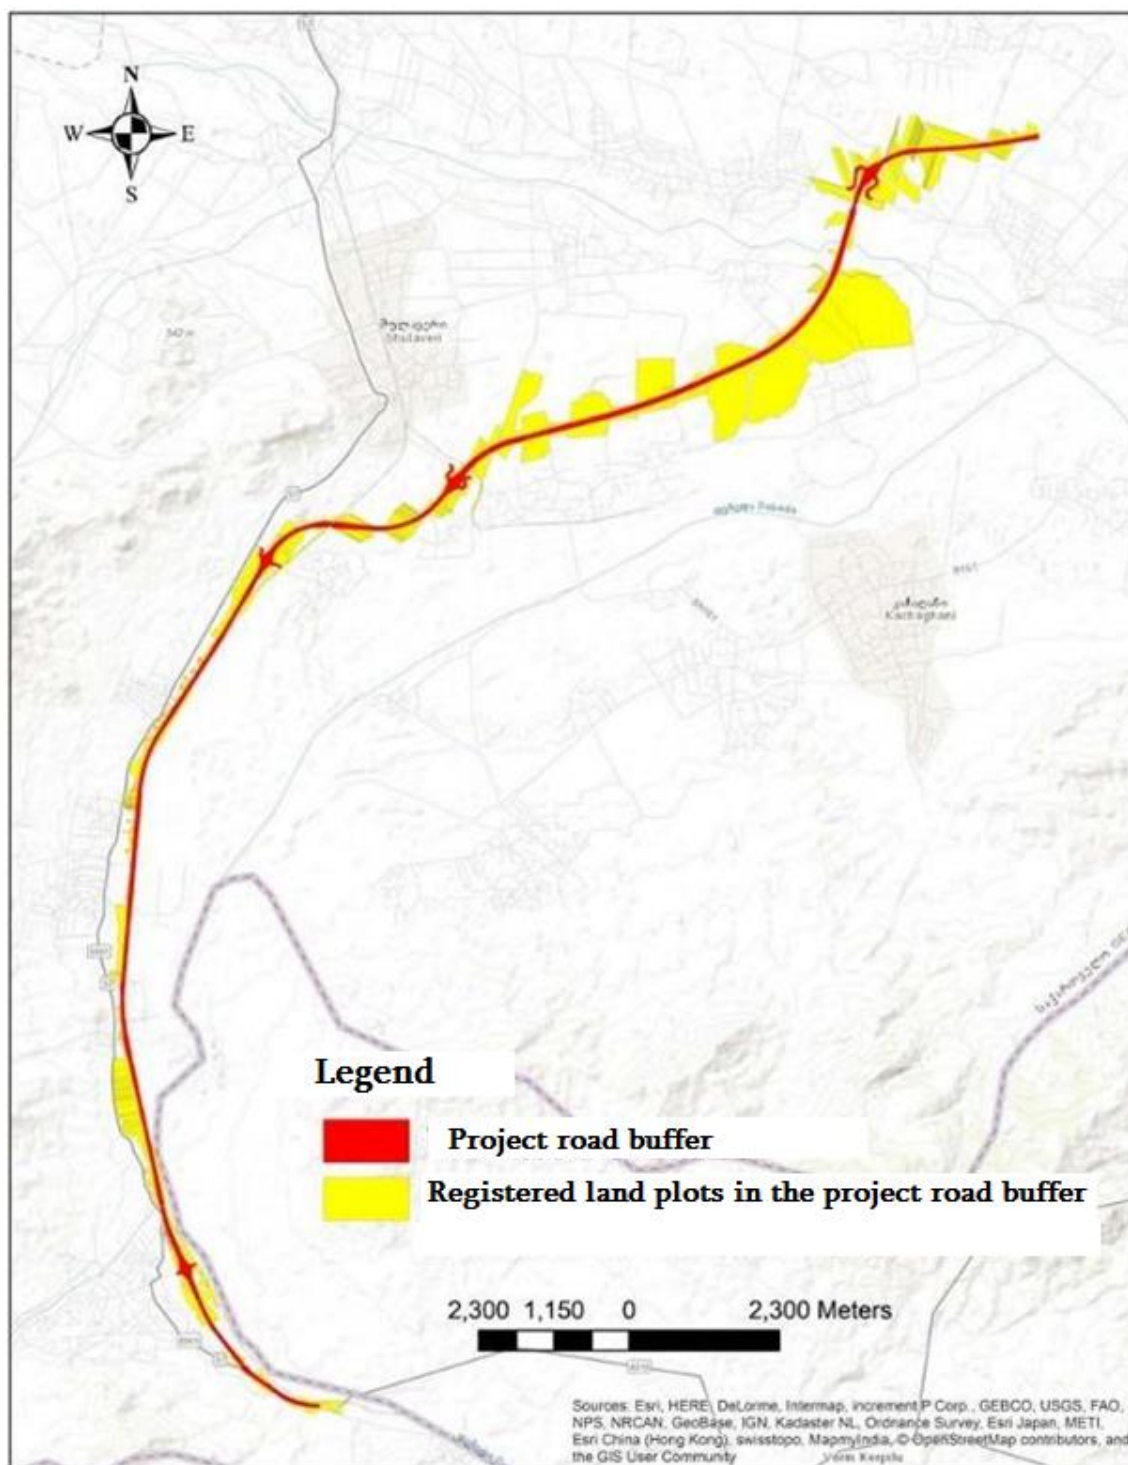 N
W E
S
შულავერი
Shulaveri
Kachaghani
Legend
Project road buffer
Registered land plots in the project road buffer
2,300 1,150 0 2,300 Meters
Sources: Esri, HERE, DeLorme, Intermap, increment P Corp., GEBCO, USGS, FAO,
NPS, NRCAN, GeoBase, IGN, Kadaster NL, Ordnance Survey, Esri Japan, METI,
Esri China (Hong Kong), swisstopo, MapmyIndia, © OpenStreetMap contributors, and
the GIS User Community